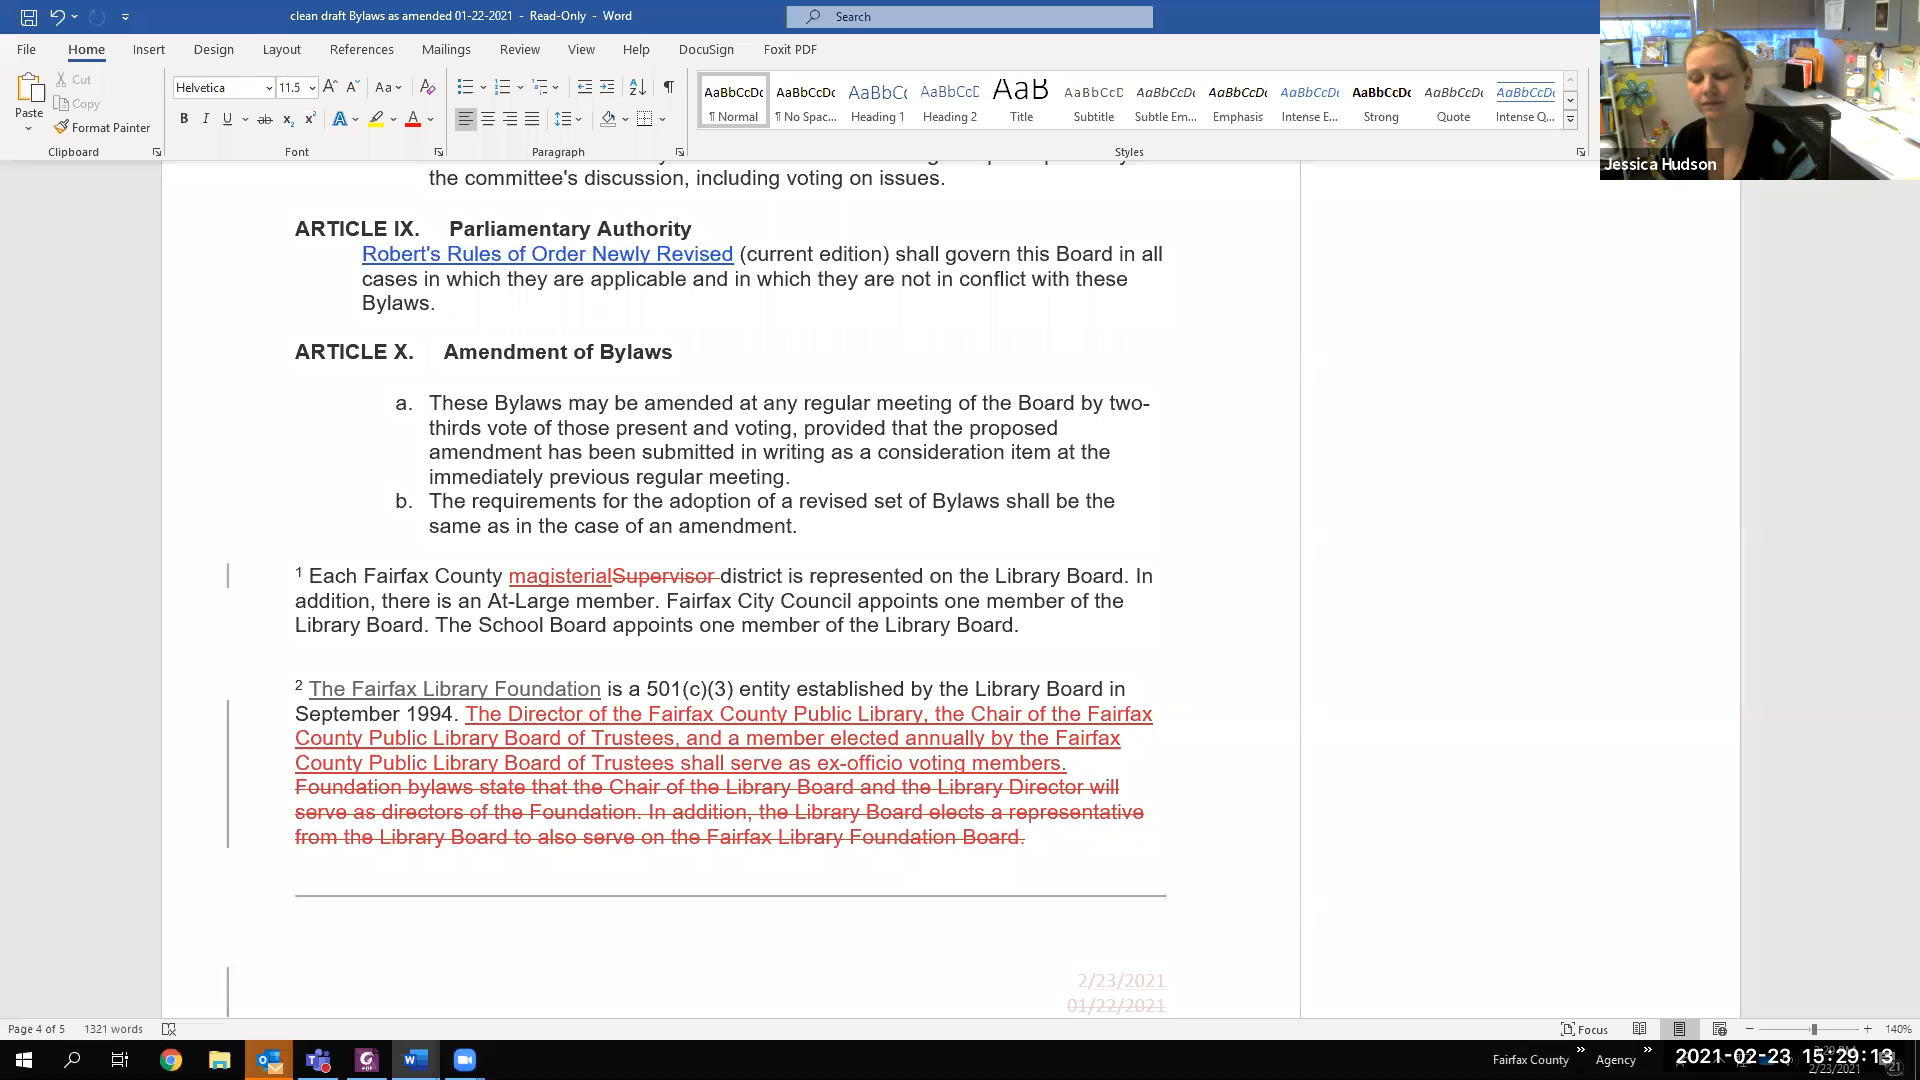 clean draft Bylaws as amended 01-22-2021 - Read-Only - Word
Search
File Home Insert Design Layout References Mailings Review View Help DocuSign Foxit PDF
Paste
Cut
Copy
Format Painter
Helvetica 11.5
Clipboard Font Paragraph Styles
AaBbCcDc AaBbCcDc AaBbC AaBbCcD AaB AaBbCcD AaBbCcDc AaBbCcDc AaBbCcDc AaBbCcDc AaBbCcDc AaBbCcDc
¶ Normal ¶ No Spac... Heading 1 Heading 2 Title Subtitle Subtle Em... Emphasis Intense E... Strong Quote Intense Q...
Jessica Hudson
the committee's discussion, including voting on issues.
ARTICLE IX. Parliamentary Authority
Robert's Rules of Order Newly Revised (current edition) shall govern this Board in all
cases in which they are applicable and in which they are not in conflict with these
Bylaws.
ARTICLE X. Amendment of Bylaws
a. These Bylaws may be amended at any regular meeting of the Board by two-
thirds vote of those present and voting, provided that the proposed
amendment has been submitted in writing as a consideration item at the
immediately previous regular meeting.
b. The requirements for the adoption of a revised set of Bylaws shall be the
same as in the case of an amendment.
1 Each Fairfax County magisterialSupervisor district is represented on the Library Board. In
addition, there is an At-Large member. Fairfax City Council appoints one member of the
Library Board. The School Board appoints one member of the Library Board.
2 The Fairfax Library Foundation is a 501(c)(3) entity established by the Library Board in
September 1994. The Director of the Fairfax County Public Library, the Chair of the Fairfax
County Public Library Board of Trustees, and a member elected annually by the Fairfax
County Public Library Board of Trustees shall serve as ex-officio voting members.
Foundation bylaws state that the Chair of the Library Board and the Library Director will
serve as directors of the Foundation. In addition, the Library Board elects a representative
from the Library Board to also serve on the Fairfax Library Foundation Board.
2/23/2021
01/22/2021
Page 4 of 5 1321 words
Focus
140%
Fairfax County Agency
2021-02-23 15:29:13
2/23/2021